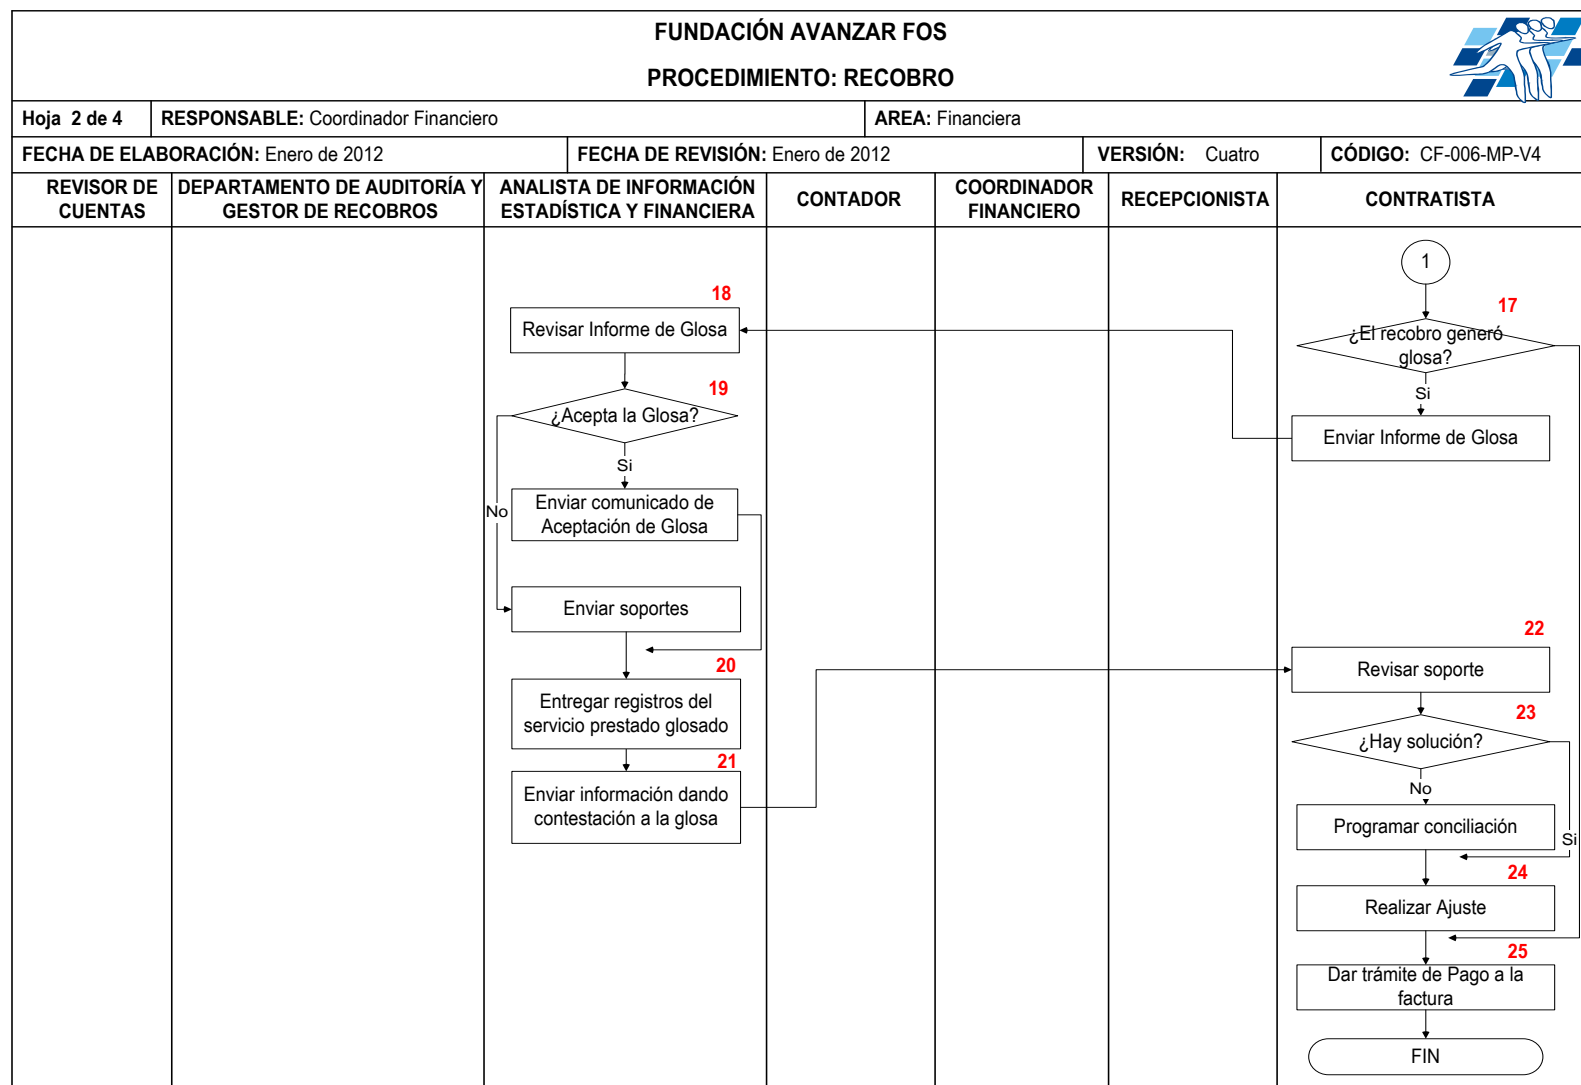 FUNDACIÓN AVANZAR FOS
PROCEDIMIENTO: RECOBRO
Hoja 2 de 4
RESPONSABLE: Coordinador Financiero
AREA: Financiera
FECHA DE ELABORACIÓN: Enero de 2012
FECHA DE REVISIÓN: Enero de 2012
VERSIÓN: Cuatro
CÓDIGO: CF-006-MP-V4
REVISOR DE
CUENTAS
DEPARTAMENTO DE AUDITORÍA Y
GESTOR DE RECOBROS
ANALISTA DE INFORMACIÓN
ESTADÍSTICA Y FINANCIERA
CONTADOR
COORDINADOR
FINANCIERO
RECEPCIONISTA
CONTRATISTA
1
17
¿El recobro generó
glosa?
Si
Enviar Informe de Glosa
18
Revisar Informe de Glosa
19
¿Acepta la Glosa?
Si
No
Enviar comunicado de
Aceptación de Glosa
Enviar soportes
20
Entregar registros del
servicio prestado glosado
21
Enviar información dando
contestación a la glosa
22
Revisar soporte
23
¿Hay solución?
No
Si
Programar conciliación
24
Realizar Ajuste
25
Dar trámite de Pago a la
factura
FIN